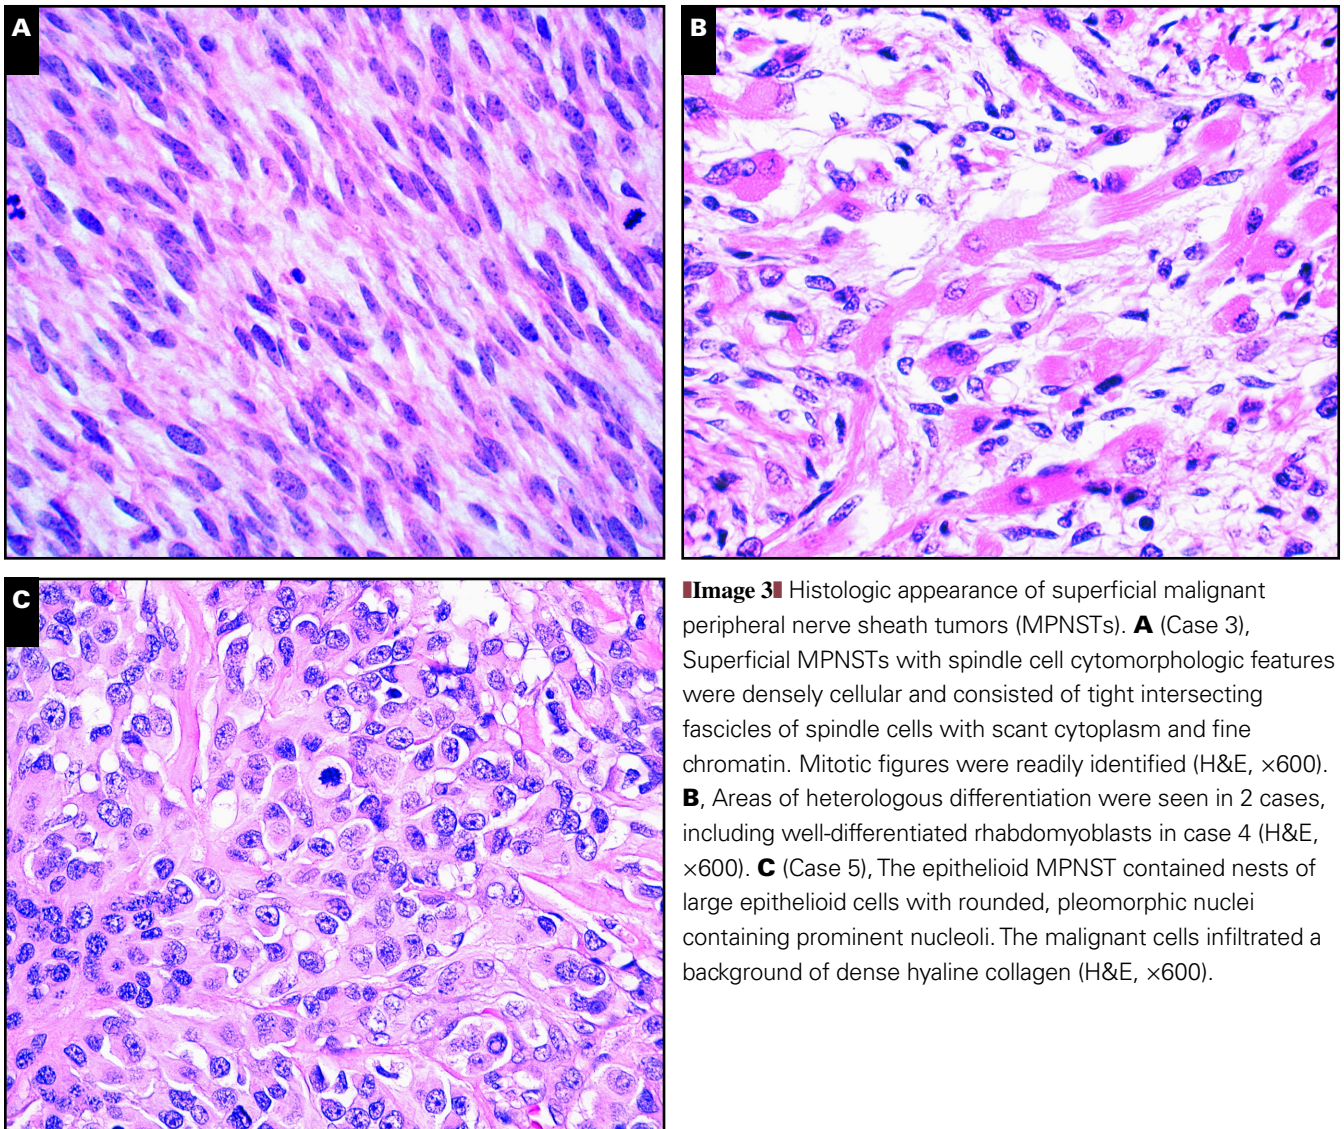 A
B
C
Image 3 Histologic appearance of superficial malignant
peripheral nerve sheath tumors (MPNSTs). A (Case 3),
Superficial MPNSTs with spindle cell cytomorphologic features
were densely cellular and consisted of tight intersecting
fascicles of spindle cells with scant cytoplasm and fine
chromatin. Mitotic figures were readily identified (H&E, ×600).
B, Areas of heterologous differentiation were seen in 2 cases,
including well-differentiated rhabdomyoblasts in case 4 (H&E,
×600). C (Case 5), The epithelioid MPNST contained nests of
large epithelioid cells with rounded, pleomorphic nuclei
containing prominent nucleoli. The malignant cells infiltrated a
background of dense hyaline collagen (H&E, ×600).